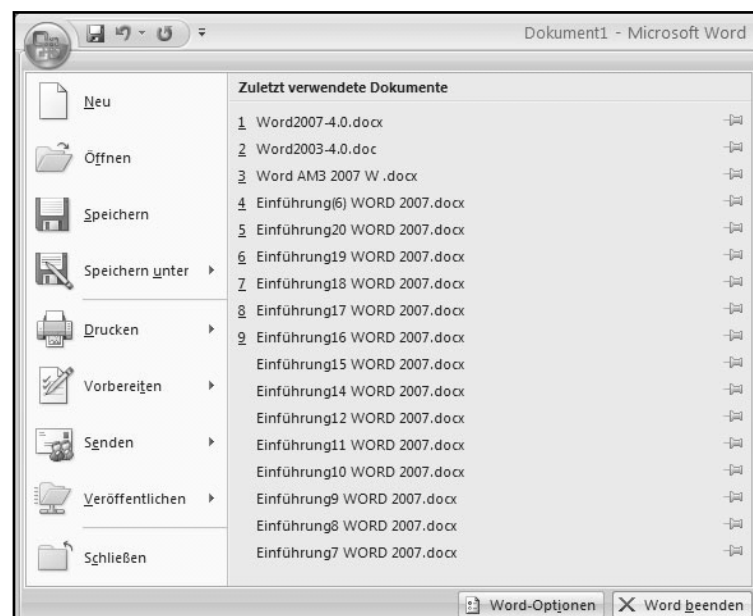 Dokument1 - Microsoft Word
Neu
Öffnen
Speichern
Speichern unter
Drucken
Vorbereiten
Senden
Veröffentlichen
Schließen
Zuletzt verwendete Dokumente
1 Word2007-4.0.docx
2 Word2003-4.0.doc
3 Word AM3 2007 W .docx
4 Einführung(6) WORD 2007.docx
5 Einführung20 WORD 2007.docx
6 Einführung19 WORD 2007.docx
7 Einführung18 WORD 2007.docx
8 Einführung17 WORD 2007.docx
9 Einführung16 WORD 2007.docx
Einführung15 WORD 2007.docx
Einführung14 WORD 2007.docx
Einführung12 WORD 2007.docx
Einführung11 WORD 2007.docx
Einführung10 WORD 2007.docx
Einführung9 WORD 2007.docx
Einführung8 WORD 2007.docx
Einführung7 WORD 2007.docx
Word-Optionen
Word beenden